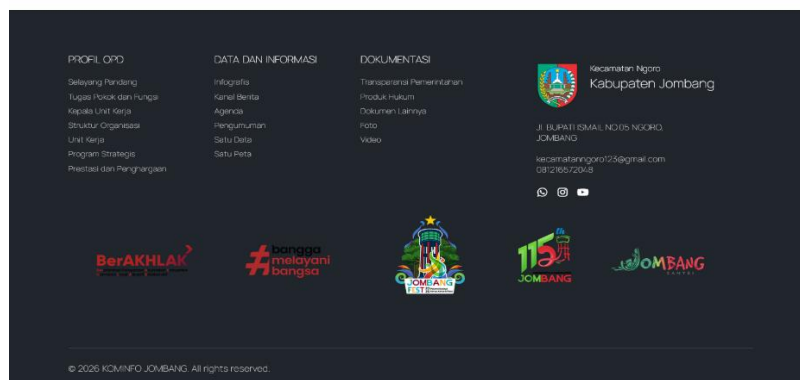 PROFIL OPD
Selayang Pandang
Tugas Pokok dan Fungsi
Kepala Unit Kerja
Struktur Organisasi
Unit Kerja
Program Strategis
Prestasi dan Penghargaan
DATA DAN INFORMASI
Infografis
Kanal Berita
Agenda
Pengumuman
Satu Data
Satu Peta
DOKUMENTASI
Transparansi Pemerintahan
Produk Hukum
Dokumen Lainnya
Foto
Video
Kecamatan Ngoro
Kabupaten Jombang
Jl. BUPATI ISMAIL NO.05 NGORO,
JOMBANG
kecamatanngoro123@gmail.com
081216572048
BerAKHLAK
#bangga
melayani
bangsa
JOMBANG
FEST
115
JOMBANG
JOMBANG
© 2026 KOMINFO JOMBANG. All rights reserved.